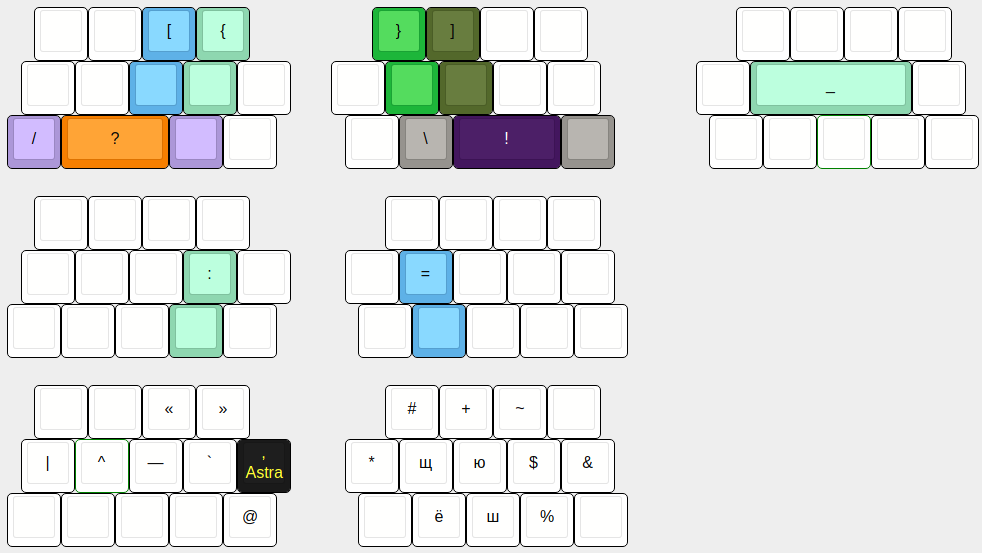 [ {
} ]
_
/ ?
\ !
:
=
« »
# + ~
| ^ — ` ,
Astra
* щ ю $ &
@
ё ш %